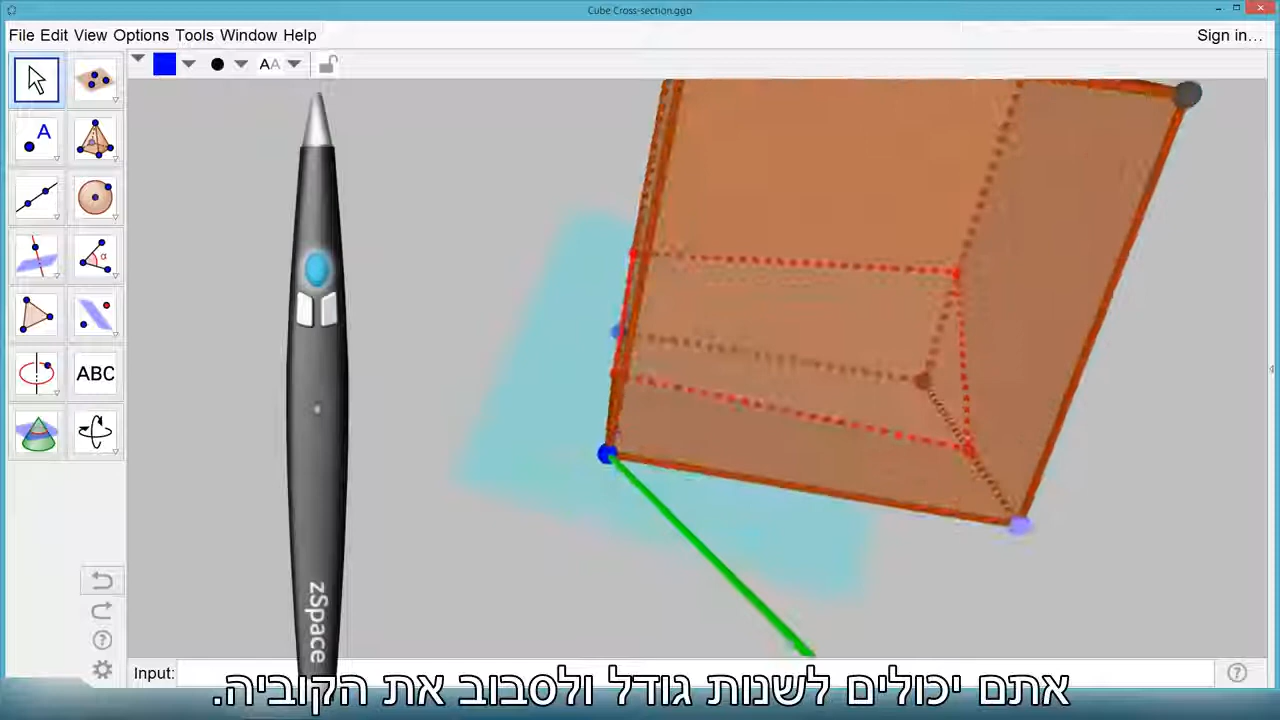 Cube Cross-section.ggb
File Edit View Options Tools Window Help
Sign in...
AA
A
α
ABC
zSpace
Input:
אתם יכולים לשנות גודל ולסבוב את הקוביה.